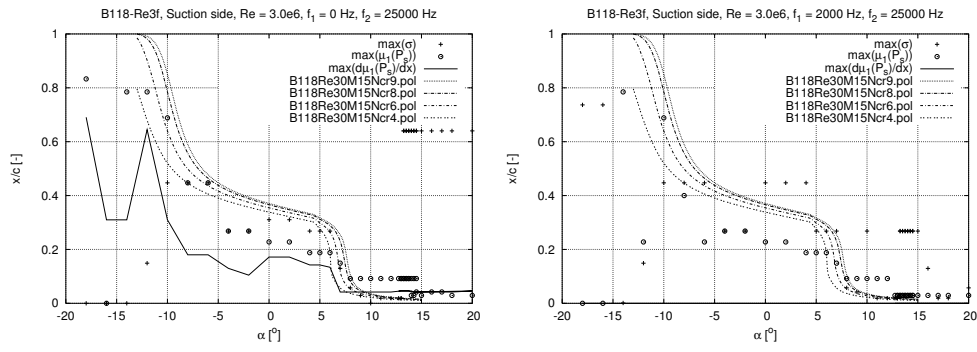 B118-Re3f, Suction side, Re = 3.0e6, f₁ = 0 Hz, f₂ = 25000 Hz
1
0.8
0.6
0.4
0.2
0
x/c [-]
max(σ)
max(μ₁(Pₛ))
max(dμ₁(Pₛ)/dx)
B118Re30M15Ncr9.pol
B118Re30M15Ncr8.pol
B118Re30M15Ncr6.pol
B118Re30M15Ncr4.pol
-20 -15 -10 -5 0 5 10 15 20
α [°]
B118-Re3f, Suction side, Re = 3.0e6, f₁ = 2000 Hz, f₂ = 25000 Hz
1
0.8
0.6
0.4
0.2
0
x/c [-]
max(σ)
max(μ₁(Pₛ))
max(dμ₁(Pₛ)/dx)
B118Re30M15Ncr9.pol
B118Re30M15Ncr8.pol
B118Re30M15Ncr6.pol
B118Re30M15Ncr4.pol
-20 -15 -10 -5 0 5 10 15 20
α [°]